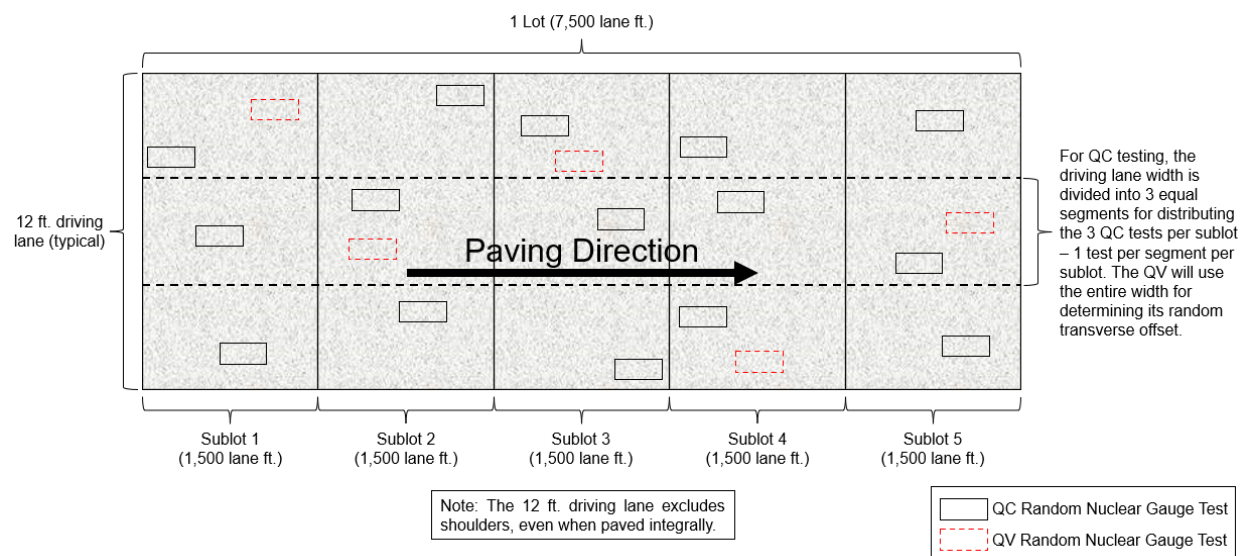 1 Lot (7,500 lane ft.)
12 ft. driving
lane (typical)
Paving Direction
For QC testing, the
driving lane width is
divided into 3 equal
segments for distributing
the 3 QC tests per sublot
– 1 test per segment per
sublot. The QV will use
the entire width for
determining its random
transverse offset.
Sublot 1
(1,500 lane ft.)
Sublot 2
(1,500 lane ft.)
Sublot 3
(1,500 lane ft.)
Sublot 4
(1,500 lane ft.)
Sublot 5
(1,500 lane ft.)
Note: The 12 ft. driving lane excludes
shoulders, even when paved integrally.
QC Random Nuclear Gauge Test
QV Random Nuclear Gauge Test